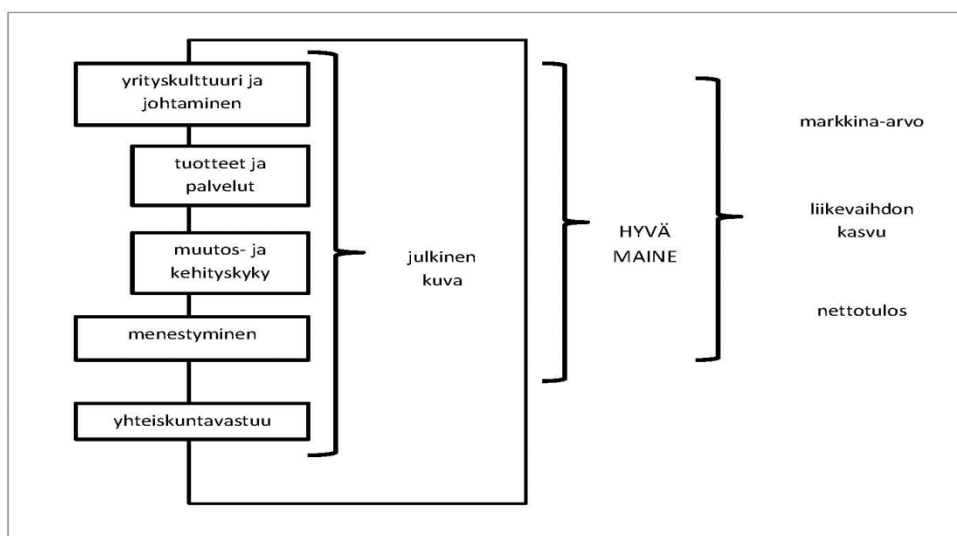 yrityskulttuuri ja
johtaminen
tuotteet ja
palvelut
muutos- ja
kehityskyky
menestyminen
yhteiskuntavastuu
julkinen
kuva
HYVÄ
MAINE
markkina-arvo
liikevaihdon
kasvu
nettotulos